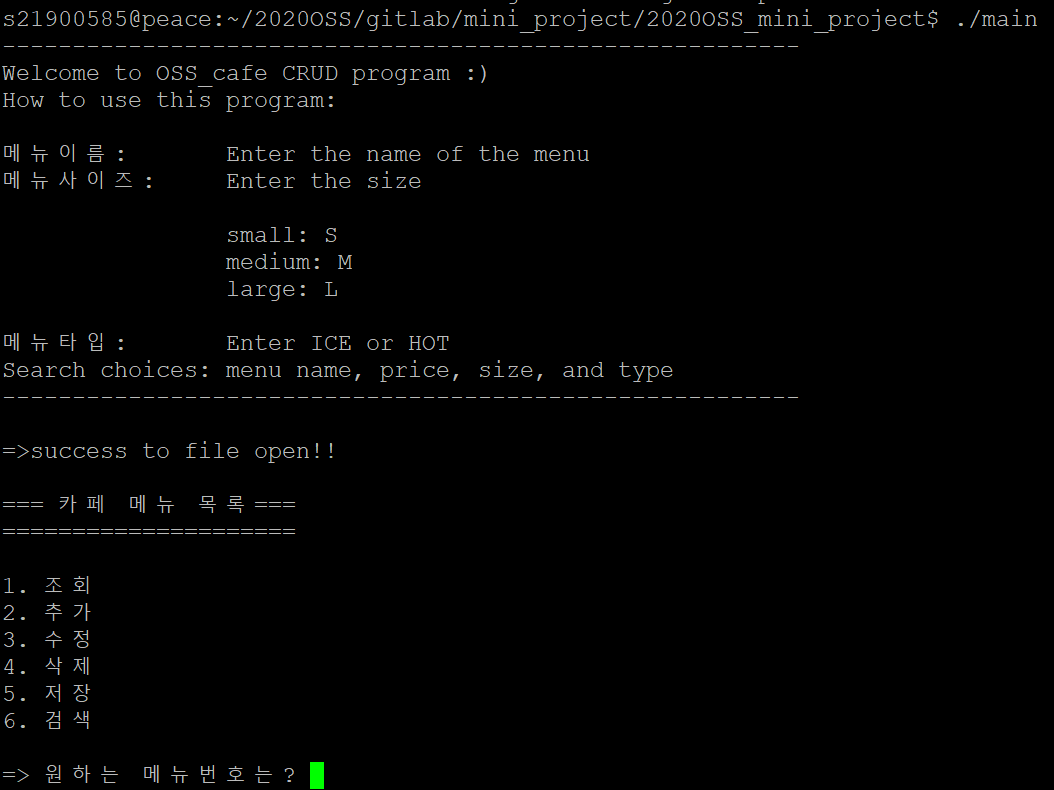 s21900585@peace:~/2020OSS/gitlab/mini_project/2020OSS_mini_project$ ./main
---------------------------------------------------------
Welcome to OSS_cafe CRUD program :)
How to use this program:
메뉴이름: Enter the name of the menu
메뉴사이즈: Enter the size
small: S
medium: M
large: L
메뉴타입: Enter ICE or HOT
Search choices: menu name, price, size, and type
---------------------------------------------------------
=>success to file open!!
=== 카페 메뉴 목록===
=====================
1. 조회
2. 추가
3. 수정
4. 삭제
5. 저장
6. 검색
=> 원하는 메뉴번호는?